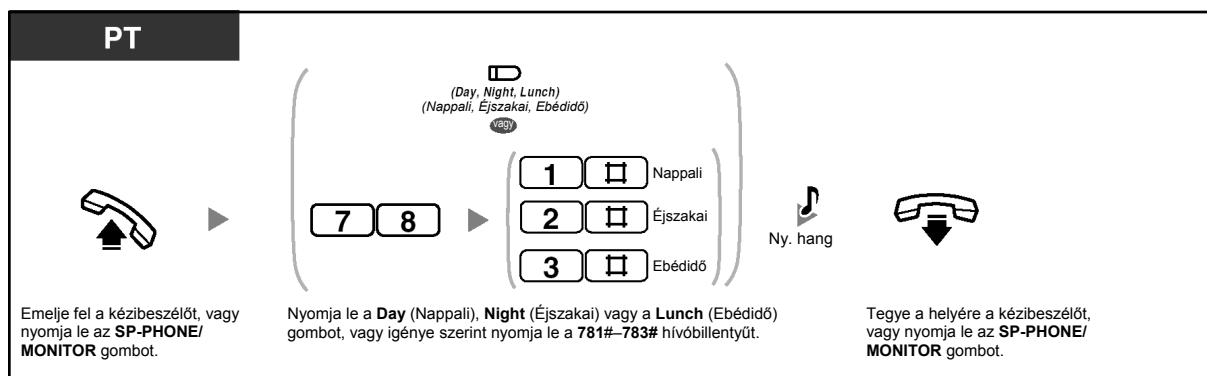 PT
(Day, Night, Lunch)
(Nappali, Éjszakai, Ebédidő)
vagy
7 8
1 # Nappali
2 # Éjszakai
3 # Ebédidő
Ny. hang
Emelje fel a kézibeszélőt, vagy
nyomja le az SP-PHONE/
MONITOR gombot.
Nyomja le a Day (Nappali), Night (Éjszakai) vagy a Lunch (Ebédidő)
gombot, vagy igénye szerint nyomja le a 781#–783# hívóbillentyűt.
Tegye a helyére a kézibeszélőt,
vagy nyomja le az SP-PHONE/
MONITOR gombot.